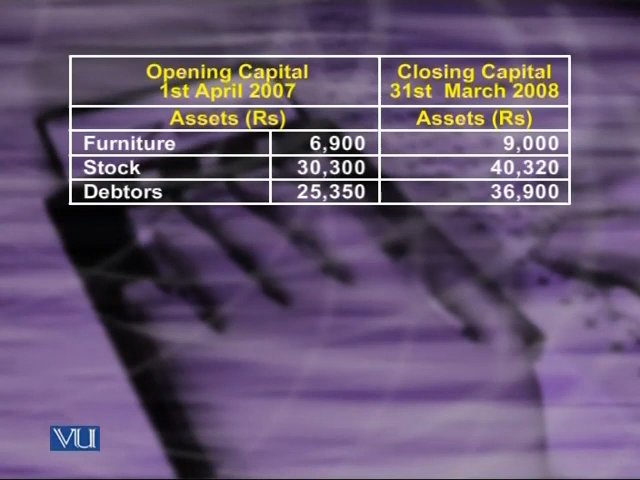 Opening Capital
1st April 2007
Closing Capital
31st March 2008
Assets (Rs)
Assets (Rs)
Furniture 6,900 9,000
Stock 30,300 40,320
Debtors 25,350 36,900
VU